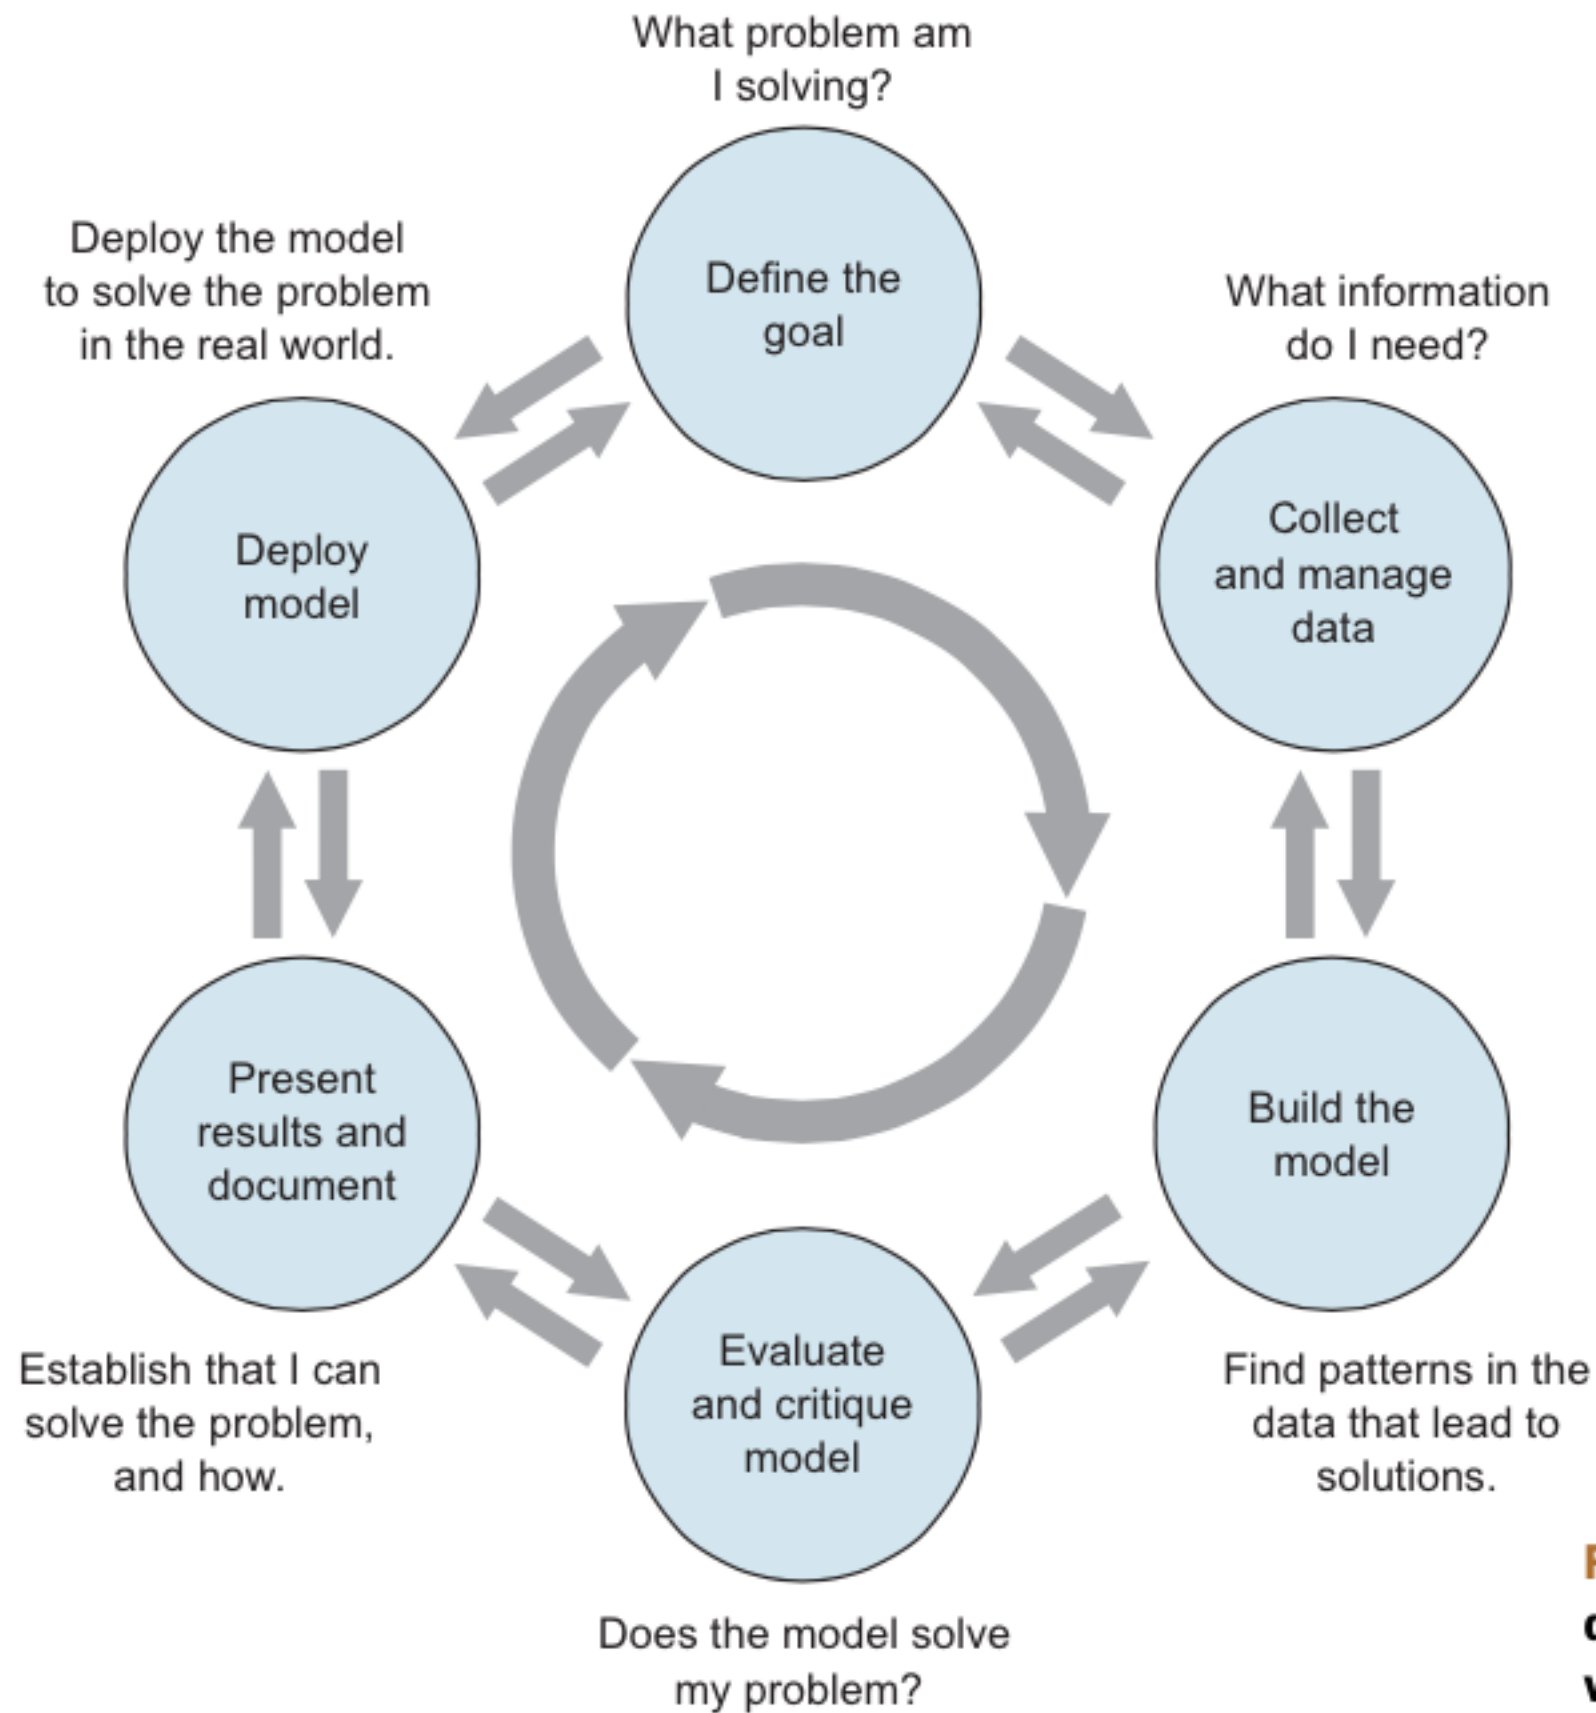 What problem am
I solving?
Define the
goal
What information
do I need?
Collect
and manage
data
Build the
model
Find patterns in the
data that lead to
solutions.
Evaluate
and critique
model
Does the model solve
my problem?
Present
results and
document
Establish that I can
solve the problem,
and how.
Deploy the model
to solve the problem
in the real world.
Deploy
model